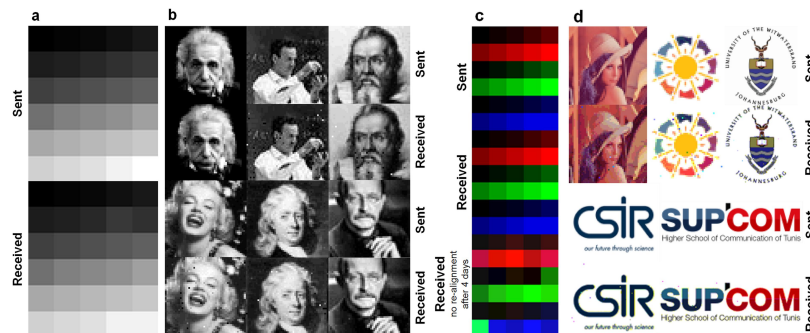 a
b
c
d
Sent
Received
Sent
Received
Sent
Received
Sent
Received
Received
no re-alignment
after 4 days
Sent
Received
Sent
Received
UNIVERSITY OF THE WITWATERSRAND
JOHANNESBURG
UNIVERSITY OF THE WITWATERSRAND
JOHANNESBURG
CSIR
our future through science
SUP'COM
Higher School of Communication of Tunis
CSIR
our future through science
SUP'COM
Higher School of Communication of Tunis